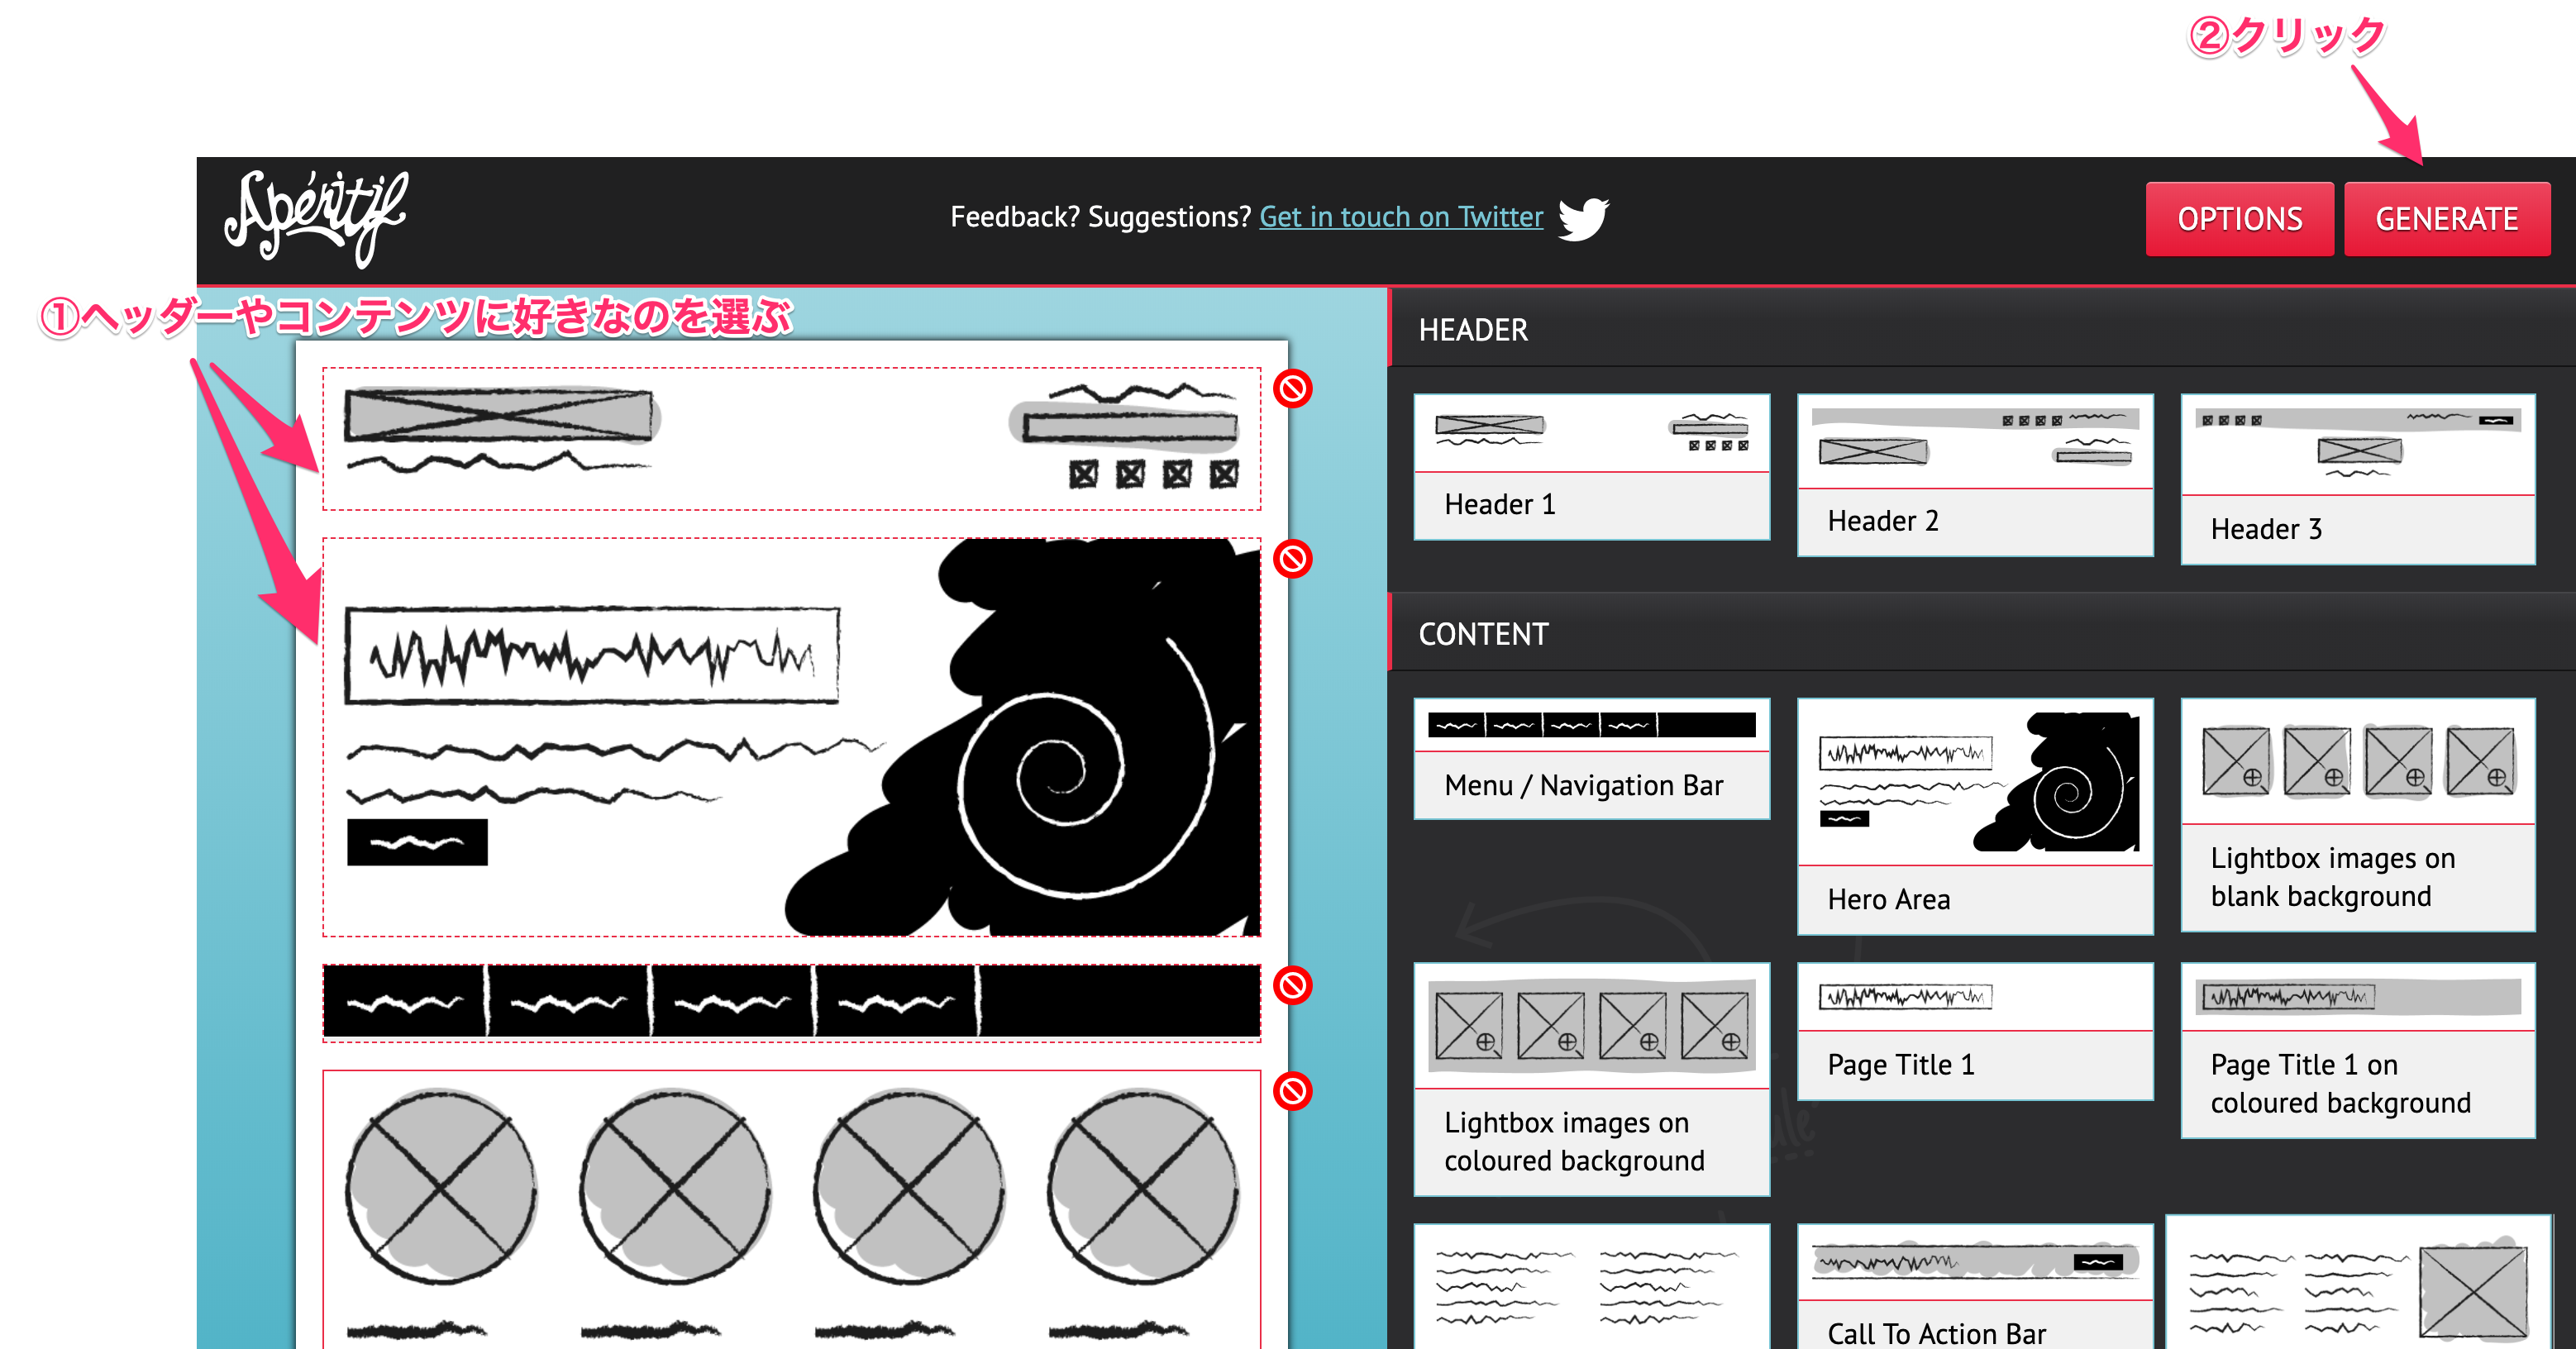 ②クリック
Apéritif
Feedback? Suggestions? Get in touch on Twitter
OPTIONS
GENERATE
①ヘッダーやコンテンツに好きなのを選ぶ
HEADER
Header 1
Header 2
Header 3
CONTENT
Menu / Navigation Bar
Hero Area
Lightbox images on
blank background
Lightbox images on
coloured background
Page Title 1
Page Title 1 on
coloured background
Call To Action Bar